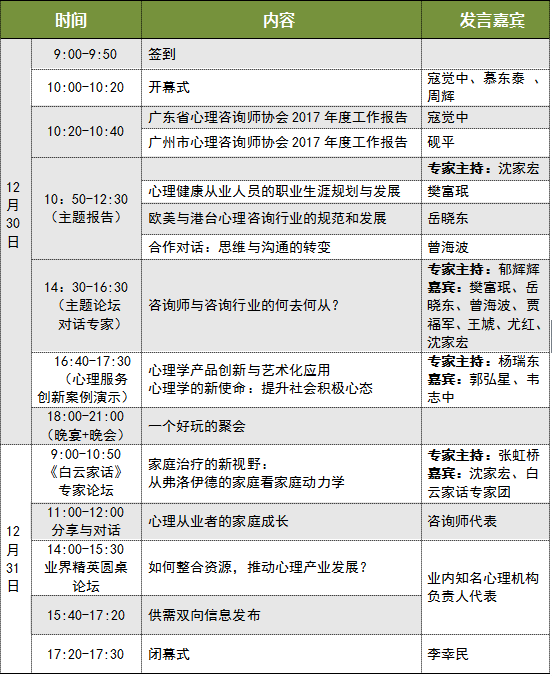 时间 内容 发言嘉宾
12月30日
9:00-9:50 签到
10:00-10:20 开幕式 寇觉中、慕东泰 、
周辉
10:20-10:40 广东省心理咨询师协会 2017 年度工作报告 寇觉中
广州市心理咨询师协会 2017 年度工作报告 砚平
10：50-12:30
（主题报告）
专家主持：沈家宏
心理健康从业人员的职业生涯规划与发展 樊富珉
欧美与港台心理咨询行业的规范和发展 岳晓东
合作对话：思维与沟通的转变 曾海波
14：30-16:30
（主题论坛
对话专家）
咨询师与咨询行业的何去何从？
专家主持：郁辉辉
嘉宾：樊富珉、岳
晓东、曾海波、贾
福军、王墟、尤红、
沈家宏
16:40-17:30
（心理服务
创新案例演示）
心理学产品创新与艺术化应用
心理学的新使命：提升社会积极心态
专家主持：杨瑞东
嘉宾：郭弘星、韦
志中
18:00-21:00
（晚宴+晚会）
一个好玩的聚会
12月31日
9:00-10:50
《白云家话》
专家论坛
家庭治疗的新视野：
从弗洛伊德的家庭看家庭动力学
专家主持：张虹桥
嘉宾：沈家宏、白
云家话专家团
11:00-12:00
分享与对话
心理从业者的家庭成长 咨询师代表
14:00-15:30
业界精英圆桌
论坛
如何整合资源，推动心理产业发展？
业内知名心理机构
负责人代表
15:40-17:20 供需双向信息发布
17:20-17:30 闭幕式 李幸民